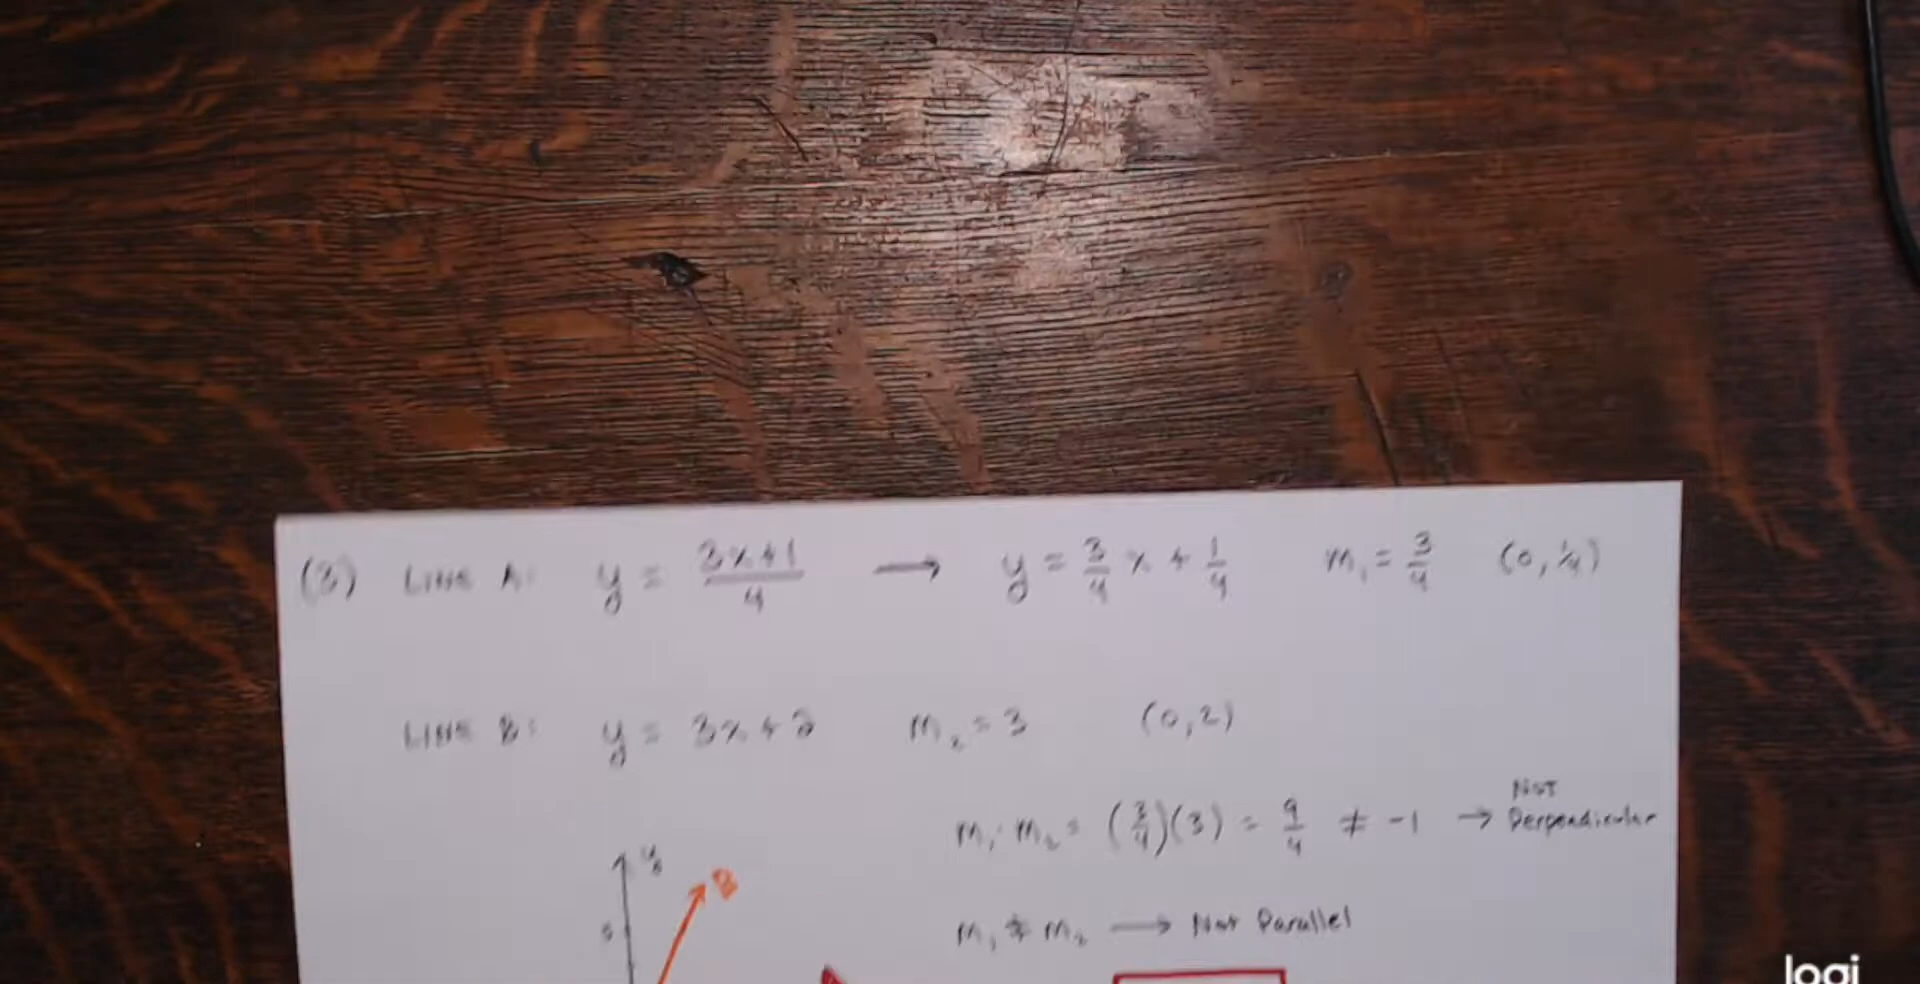 (3) LINE A: y = (3x+1)/4 → y = 3/4 x + 1/4 m₁ = 3/4 (0, 1/4)
LINE B: y = 3x+2 m₂ = 3 (0,2)
m₁·m₂ = (3/4)(3) = 9/4 ≠ -1 → Not Perpendicular
y
B
5
m₁ ≠ m₂ → Not Parallel
logi